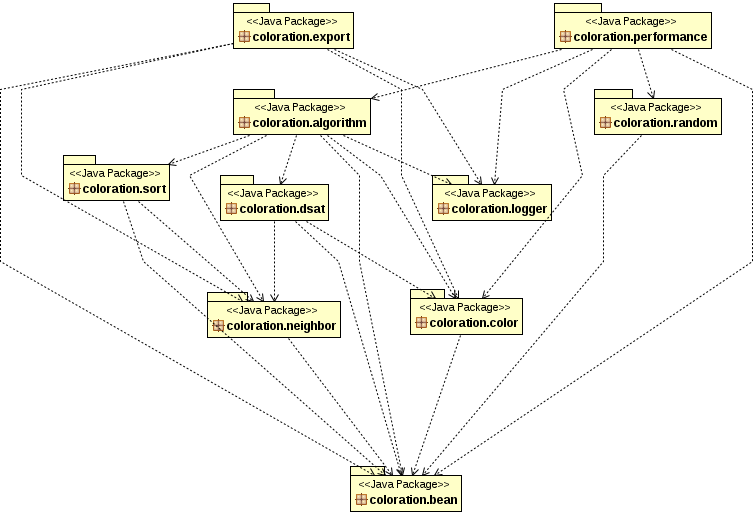 <<Java Package>>
coloration.export
<<Java Package>>
coloration.performance
<<Java Package>>
coloration.algorithm
<<Java Package>>
coloration.random
<<Java Package>>
coloration.sort
<<Java Package>>
coloration.dsat
<<Java Package>>
coloration.logger
<<Java Package>>
coloration.neighbor
<<Java Package>>
coloration.color
<<Java Package>>
coloration.bean